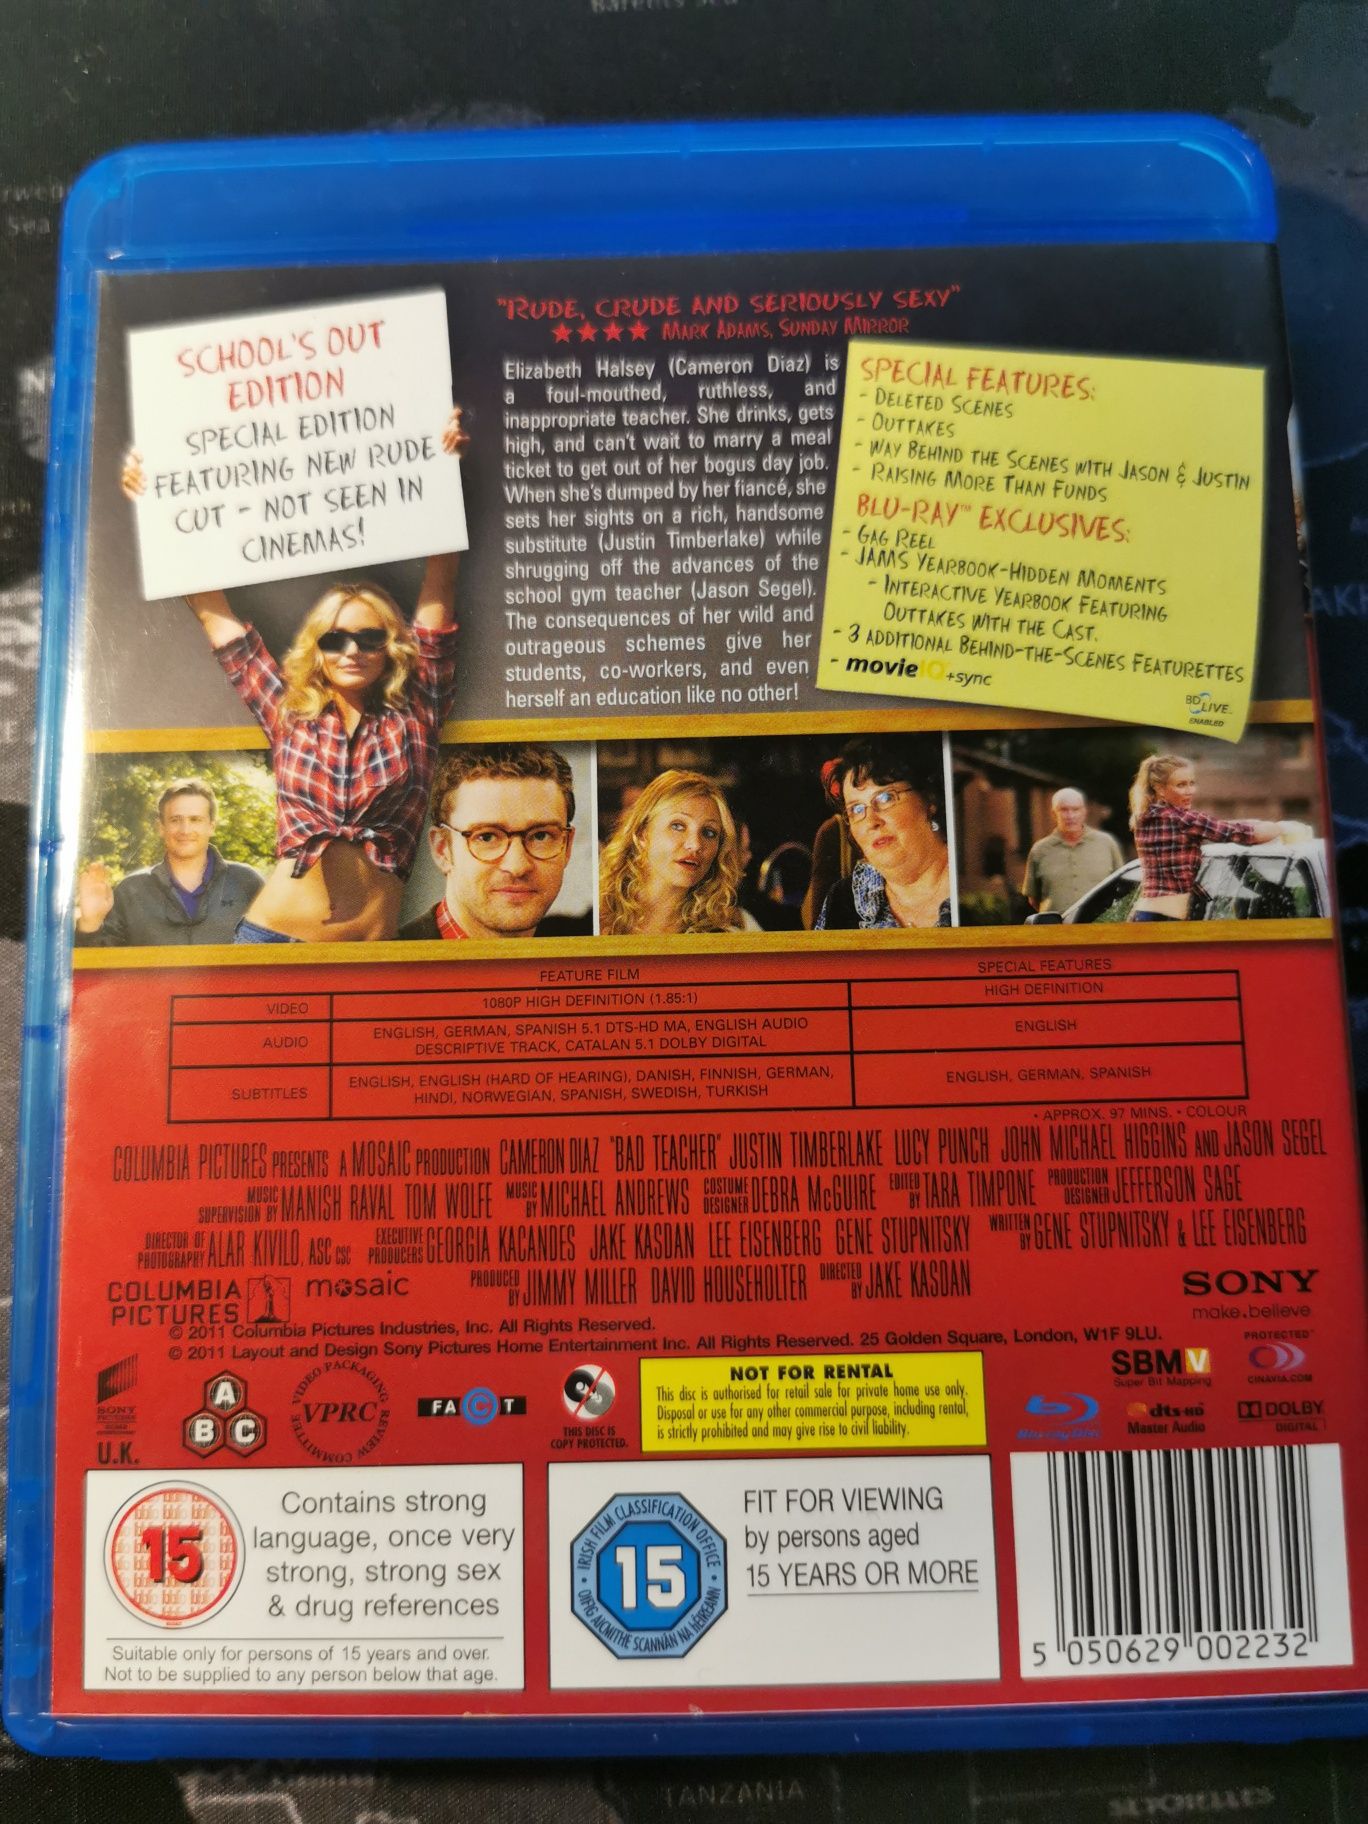 Barents Sea
SCHOOL'S OUT
EDITION
SPECIAL EDITION
FEATURING NEW RUDE
CUT - NOT SEEN IN
CINEMAS!
"RUDE, CRUDE AND SERIOUSLY SEXY"
★★★★ MARK ADAMS, SUNDAY MIRROR
Elizabeth Halsey (Cameron Diaz) is
a foul-mouthed, ruthless, and
inappropriate teacher. She drinks, gets
high, and can't wait to marry a meal
ticket to get out of her bogus day job.
When she's dumped by her fiancé, she
sets her sights on a rich, handsome
substitute (Justin Timberlake) while
shrugging off the advances of the
school gym teacher (Jason Segel).
The consequences of her wild and
outrageous schemes give her
students, co-workers, and even
herself an education like no other!
SPECIAL FEATURES:
- DELETED SCENES
- OUTTAKES
- WAY BEHIND THE SCENES WITH JASON & JUSTIN
- RAISING MORE THAN FUNDS
BLU-RAY™ EXCLUSIVES:
- GAG REEL
- JAMS YEARBOOK-HIDDEN MOMENTS
- INTERACTIVE YEARBOOK FEATURING
OUTTAKES WITH THE CAST.
- 3 ADDITIONAL BEHIND-THE-SCENES FEATURETTES
- movieIQ +sync
BD LIVE™
ENABLED
FEATURE FILM
SPECIAL FEATURES
VIDEO
1080P HIGH DEFINITION (1.85:1)
HIGH DEFINITION
AUDIO
ENGLISH, GERMAN, SPANISH 5.1 DTS-HD MA, ENGLISH AUDIO
DESCRIPTIVE TRACK, CATALAN 5.1 DOLBY DIGITAL
ENGLISH
SUBTITLES
ENGLISH, ENGLISH (HARD OF HEARING), DANISH, FINNISH, GERMAN,
HINDI, NORWEGIAN, SPANISH, SWEDISH, TURKISH
ENGLISH, GERMAN, SPANISH
• APPROX. 97 MINS. • COLOUR
COLUMBIA PICTURES PRESENTS A MOSAIC PRODUCTION CAMERON DIAZ "BAD TEACHER" JUSTIN TIMBERLAKE LUCY PUNCH JOHN MICHAEL HIGGINS AND JASON SEGEL
MUSIC SUPERVISION BY MANISH RAVAL TOM WOLFE MUSIC BY MICHAEL ANDREWS COSTUME DESIGNER DEBRA McGUIRE EDITED BY TARA TIMPONE PRODUCTION DESIGNER JEFFERSON SAGE
DIRECTOR OF PHOTOGRAPHY ALAR KIVILO, ASC CSC EXECUTIVE PRODUCERS GEORGIA KACANDES JAKE KASDAN LEE EISENBERG GENE STUPNITSKY WRITTEN BY GENE STUPNITSKY & LEE EISENBERG
PRODUCED BY JIMMY MILLER DAVID HOUSEHOLTER DIRECTED BY JAKE KASDAN
COLUMBIA
PICTURES
mosaic
SONY
make.believe
© 2011 Columbia Pictures Industries, Inc. All Rights Reserved.
© 2011 Layout and Design Sony Pictures Home Entertainment Inc. All Rights Reserved. 25 Golden Square, London, W1F 9LU.
SONY
PICTURES
HOME
U.K.
A
B C
VIDEO PACKAGING REVIEW COMMITTEE
VPRC
FACT
THIS DISC IS
COPY PROTECTED.
NOT FOR RENTAL
This disc is authorised for retail sale for private home use only.
Disposal or use for any other commercial purpose, including rental,
is strictly prohibited and may give rise to civil liability.
SBMV
Super Bit Mapping
PROTECTED
CINAVIA.COM
Blu-ray Disc
dts-HD
Master Audio
DOLBY
DIGITAL
15
Contains strong
language, once very
strong, strong sex
& drug references
Suitable only for persons of 15 years and over.
Not to be supplied to any person below that age.
IRISH FILM CLASSIFICATION OFFICE
15
OIFIG AICMITHE SCANNÁN NA hÉIREANN
FIT FOR VIEWING
by persons aged
15 YEARS OR MORE
5 050629 002232
TANZANIA
SEYCHELLES